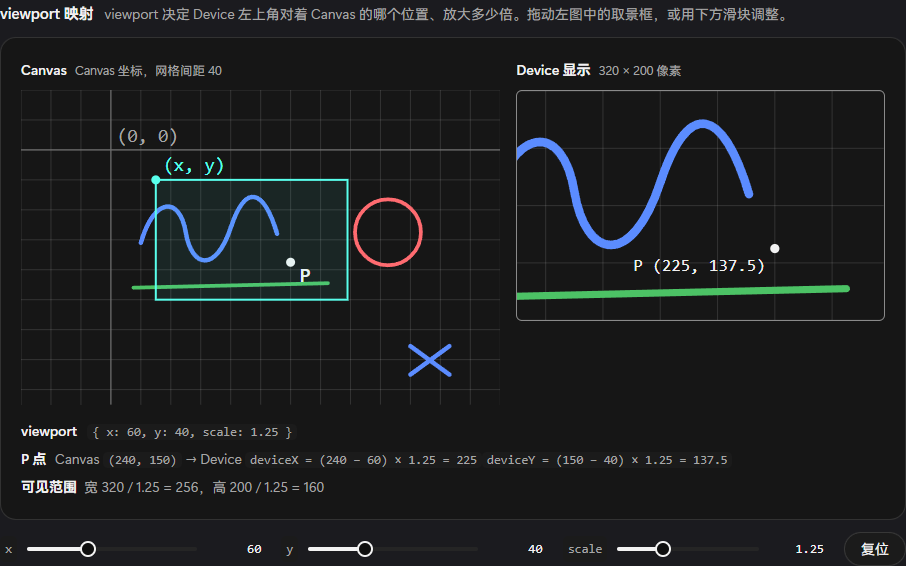 viewport 映射 viewport 决定 Device 左上角对着 Canvas 的哪个位置、放大多少倍。拖动左图中的取景框，或用下方滑块调整。
Canvas Canvas 坐标，网格间距 40
Device 显示 320 × 200 像素
(0, 0)
(x, y)
P
P (225, 137.5)
viewport { x: 60, y: 40, scale: 1.25 }
P 点 Canvas (240, 150) → Device deviceX = (240 − 60) × 1.25 = 225 deviceY = (150 − 40) × 1.25 = 137.5
可见范围 宽 320 / 1.25 = 256，高 200 / 1.25 = 160
x 60 y 40 scale 1.25 复位